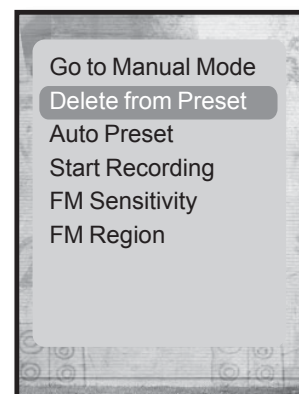 Go to Manual Mode
Delete from Preset
Auto Preset
Start Recording
FM Sensitivity
FM Region